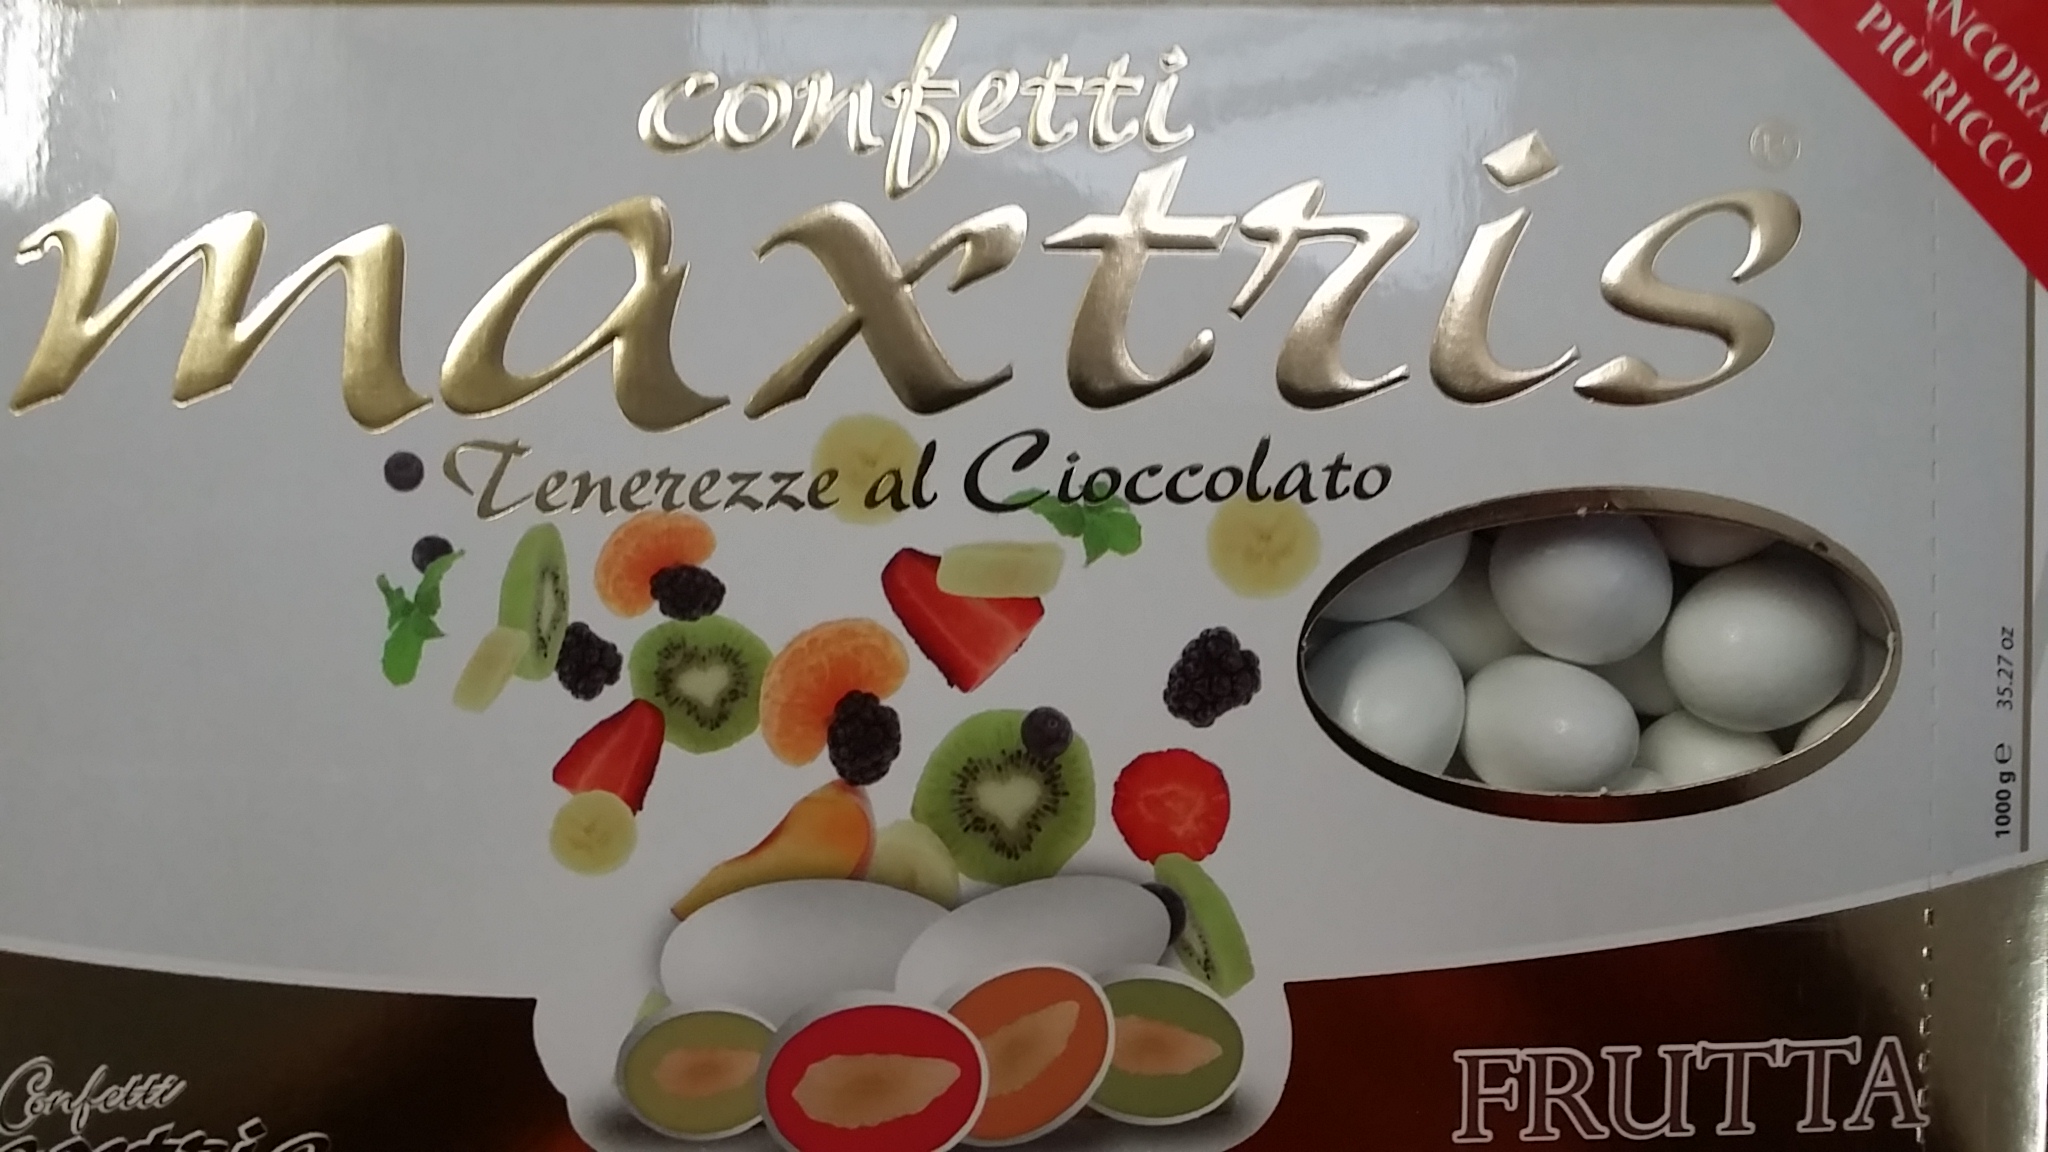 ANCORA
PIÙ RICCO
confetti
maxtris
Tenerezze al Cioccolato
1000 g ℮ 35.27 oz
Confetti
FRUTTA